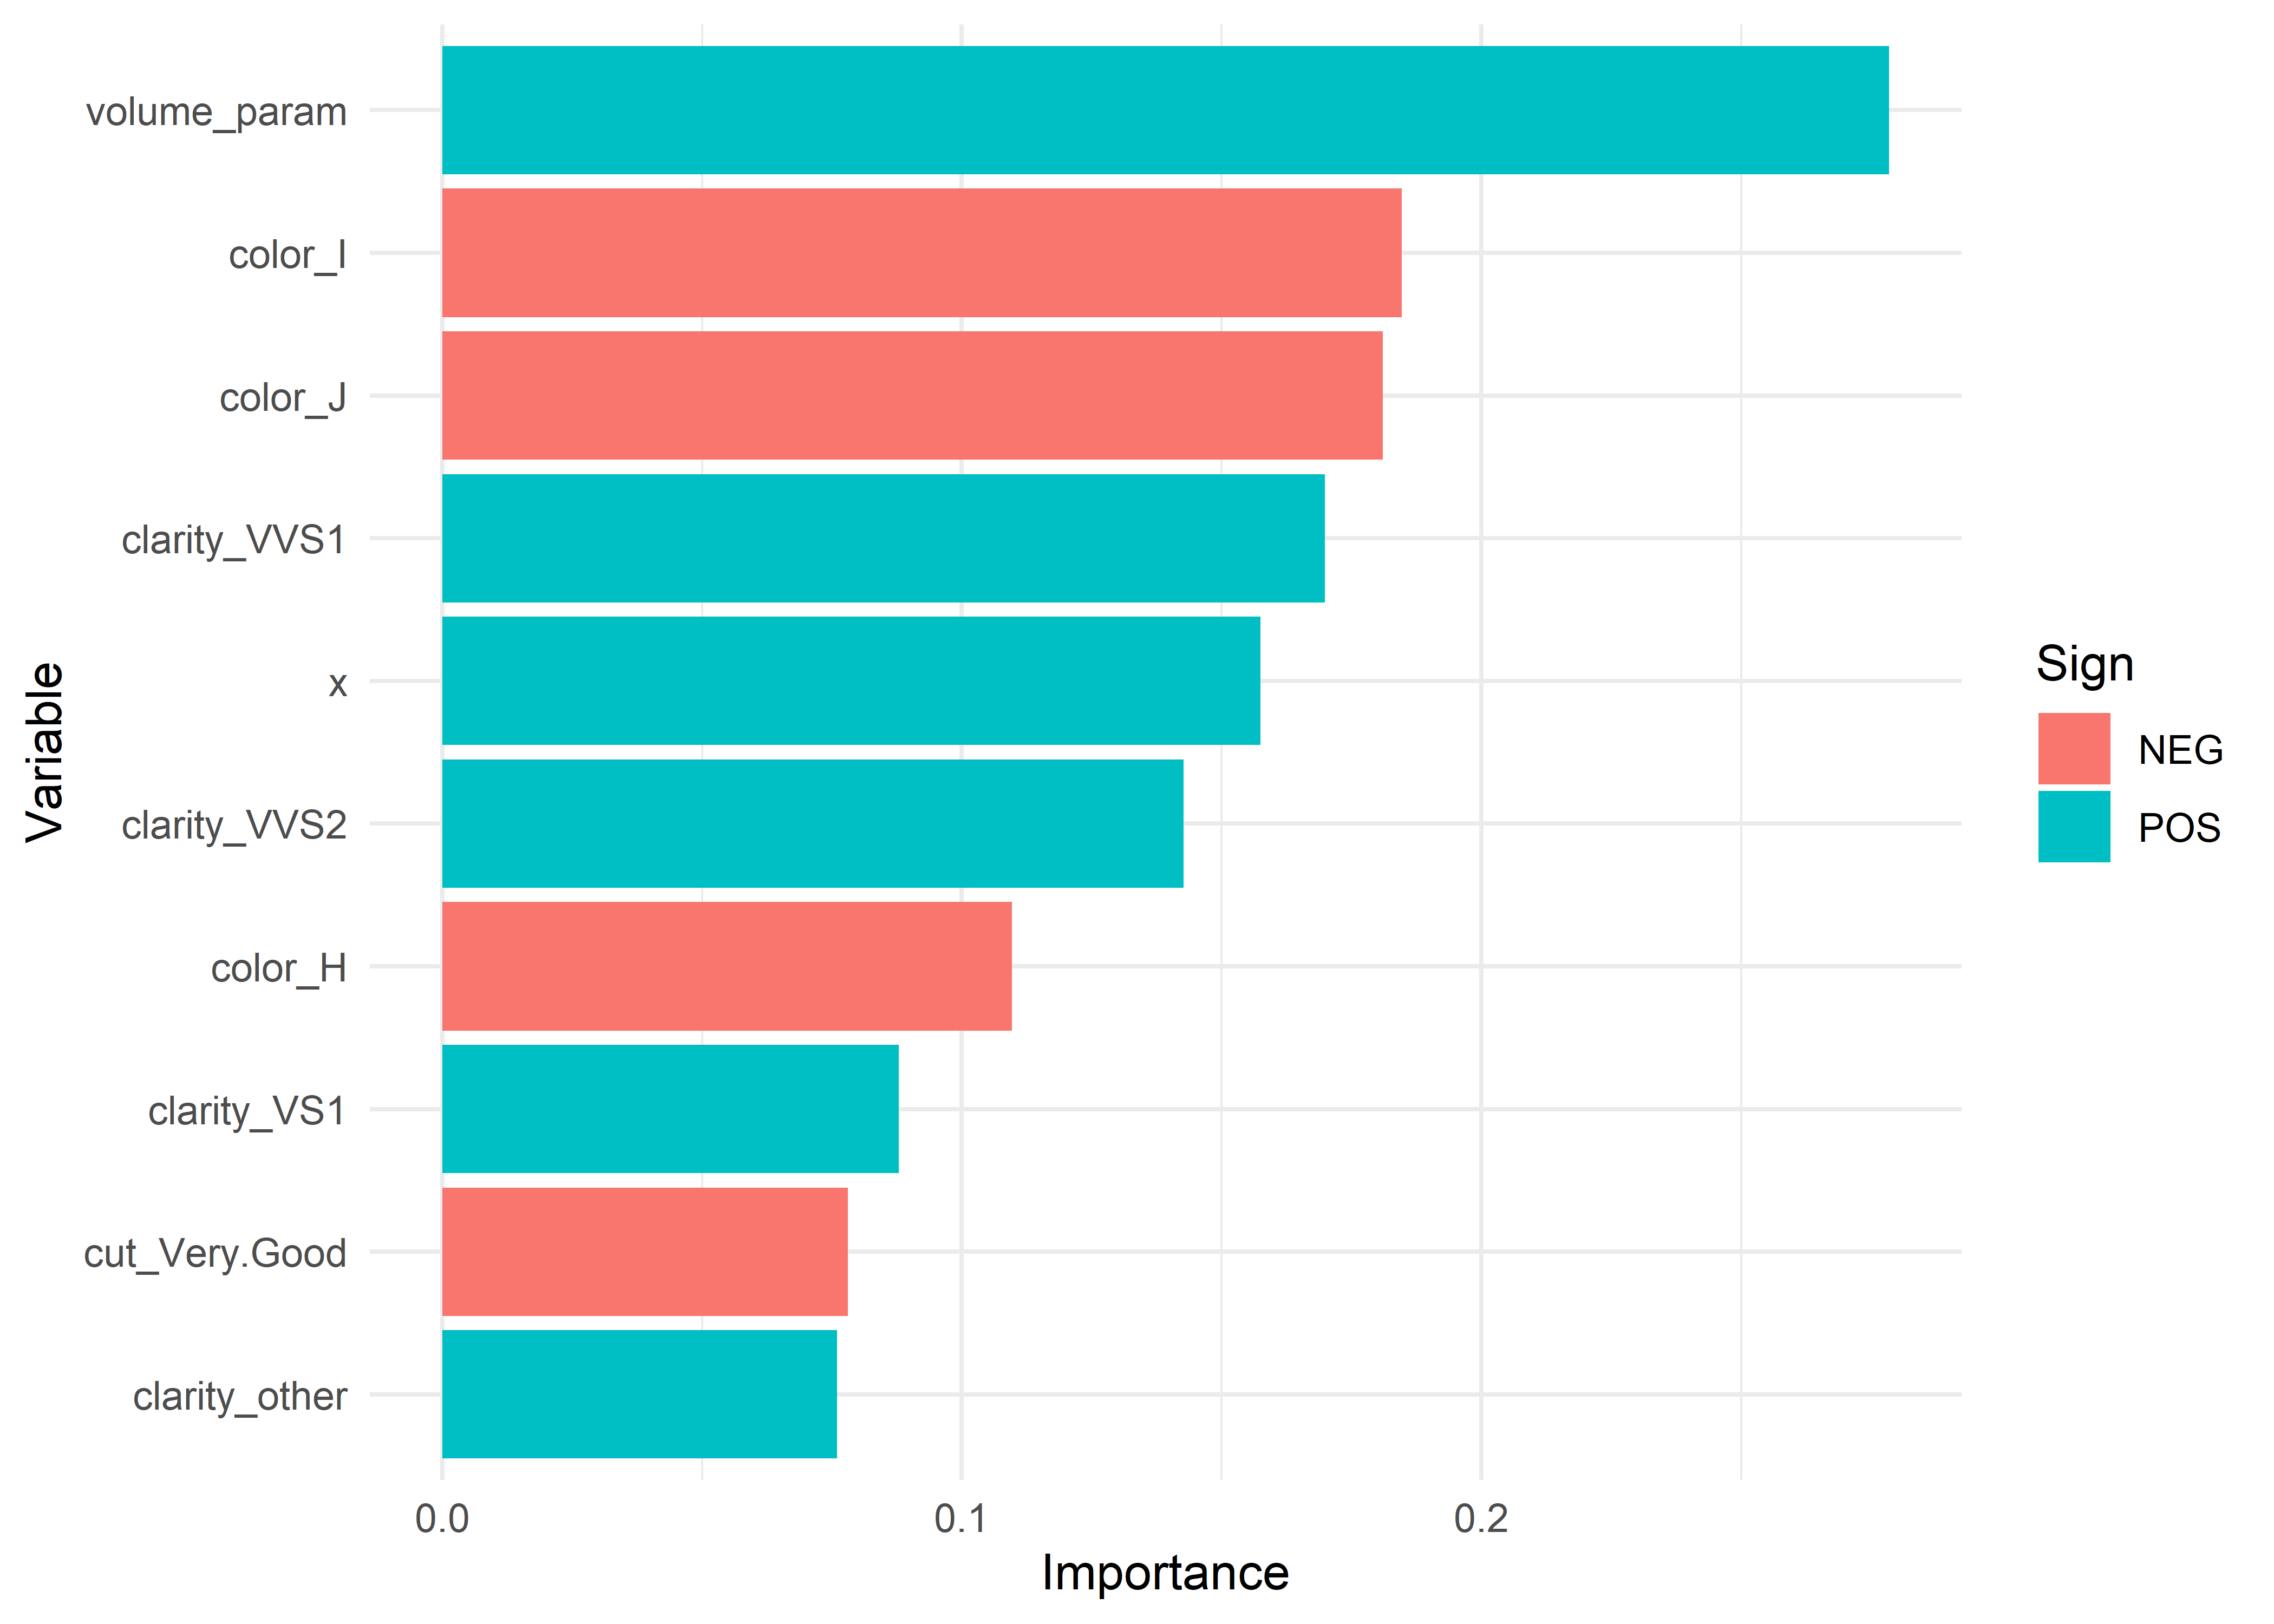 volume_param
color_I
color_J
clarity_VVS1
x
clarity_VVS2
color_H
clarity_VS1
cut_Very.Good
clarity_other
Variable
0.0
0.1
0.2
Importance
Sign
NEG
POS